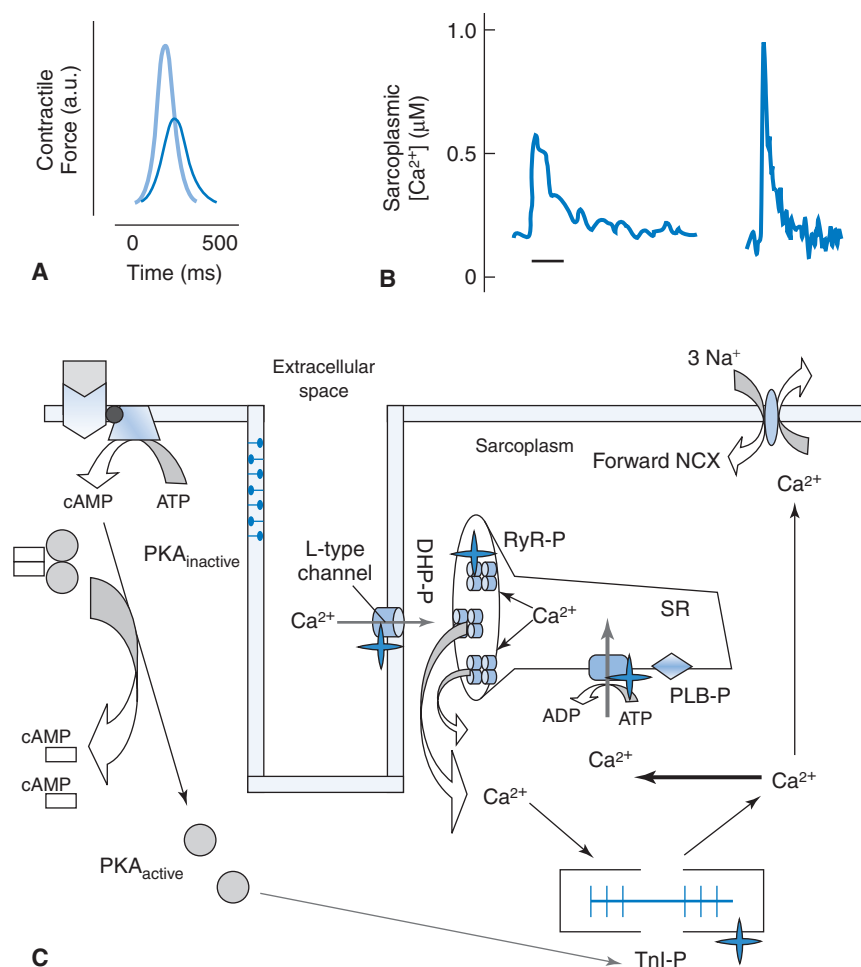 Contractile
Force (a.u.)
0 500
Time (ms)
A
1.0
0.5
0
Sarcoplasmic
[Ca²⁺] (μM)
B
Extracellular
space
3 Na⁺
Sarcoplasm
Forward NCX
Ca²⁺
cAMP ATP
PKAinactive
L-type
channel
Ca²⁺
DHP-P
RyR-P
Ca²⁺
SR
PLB-P
ADP ATP
Ca²⁺
Ca²⁺
Ca²⁺
cAMP
cAMP
PKAactive
TnI-P
C